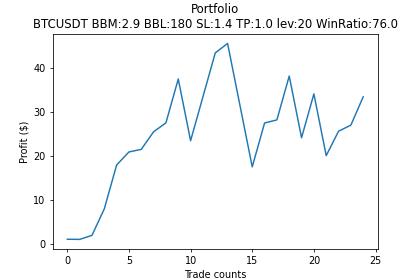 Portfolio
BTCUSDT BBM:2.9 BBL:180 SL:1.4 TP:1.0 lev:20 WinRatio:76.0
40
30
20
10
0
Profit ($)
0 5 10 15 20 25
Trade counts